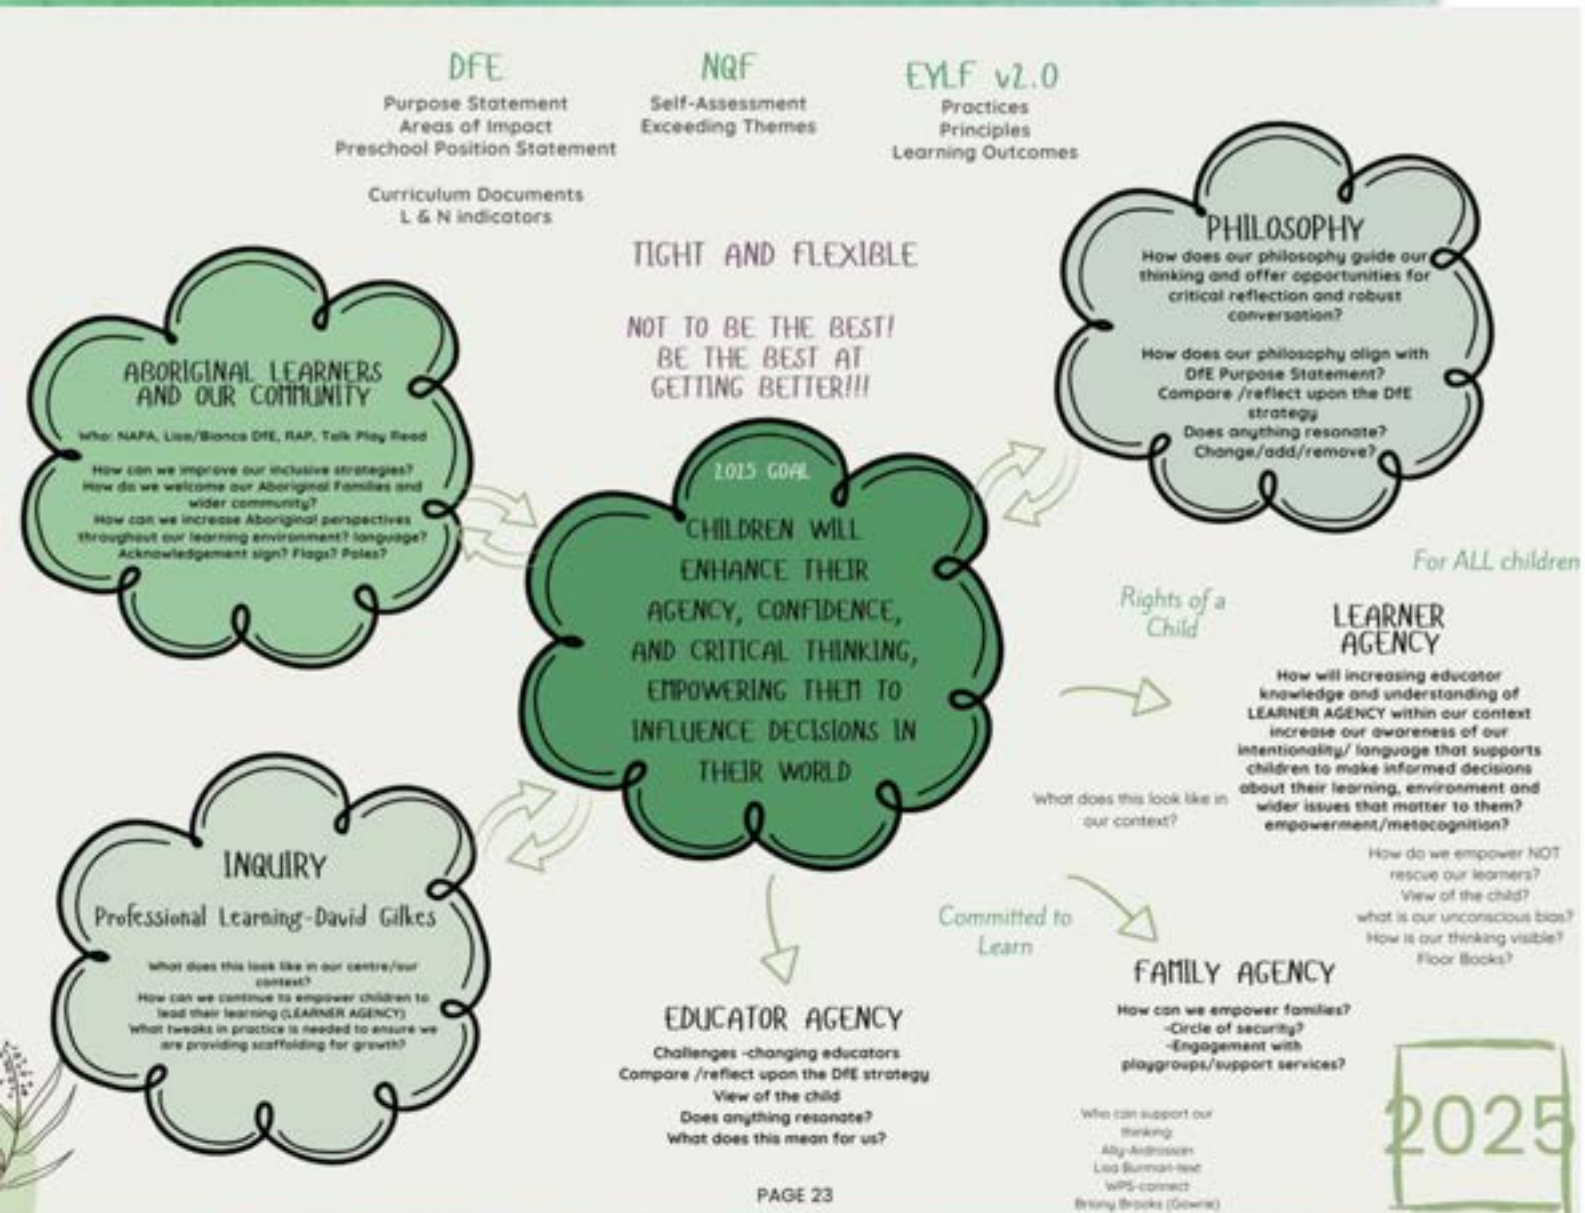 DFE
Purpose Statement
Areas of Impact
Preschool Position Statement
Curriculum Documents
L & N indicators
NQF
Self-Assessment
Exceeding Themes
EYLF v2.0
Practices
Principles
Learning Outcomes
TIGHT AND FLEXIBLE
NOT TO BE THE BEST!
BE THE BEST AT
GETTING BETTER!!!
PHILOSOPHY
How does our philosophy guide our
thinking and offer opportunities for
critical reflection and robust
conversation?
How does our philosophy align with
DfE Purpose Statement?
Compare /reflect upon the DfE
strategy
Does anything resonate?
Change/add/remove?
ABORIGINAL LEARNERS
AND OUR COMMUNITY
Who: NAPA, Lisa/Bianca DfE, RAP, Talk Play Read
How can we improve our inclusive strategies?
How do we welcome our Aboriginal Families and
wider community?
How can we increase Aboriginal perspectives
throughout our learning environment? language?
Acknowledgement sign? Flags? Poles?
2025 GOAL
CHILDREN WILL
ENHANCE THEIR
AGENCY, CONFIDENCE,
AND CRITICAL THINKING,
EMPOWERING THEM TO
INFLUENCE DECISIONS IN
THEIR WORLD
For ALL children
Rights of a
Child
LEARNER
AGENCY
How will increasing educator
knowledge and understanding of
LEARNER AGENCY within our context
increase our awareness of our
intentionality/ language that supports
children to make informed decisions
about their learning, environment and
wider issues that matter to them?
empowerment/metacognition?
What does this look like in
our context?
How do we empower NOT
rescue our learners?
View of the child?
what is our unconscious bias?
How is our thinking visible?
Floor Books?
INQUIRY
Professional Learning-David Gilkes
What does this look like in our centre/our
context?
How can we continue to empower children to
lead their learning (LEARNER AGENCY)
What tweaks in practice is needed to ensure we
are providing scaffolding for growth?
Committed to
Learn
EDUCATOR AGENCY
Challenges -changing educators
Compare /reflect upon the DfE strategy
View of the child
Does anything resonate?
What does this mean for us?
FAMILY AGENCY
How can we empower families?
-Circle of security?
-Engagement with
playgroups/support services?
Who can support our
thinking
Ally-Ardrossan
Lisa Burman-text
WPS-connect
Briony Brooks (Gowrie)
2025
PAGE 23